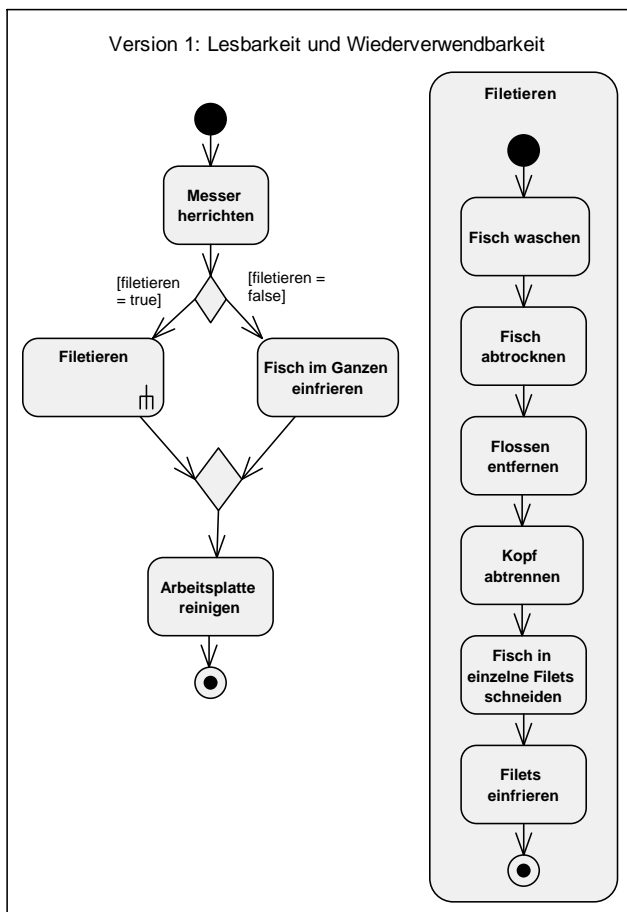 Version 1: Lesbarkeit und Wiederverwendbarkeit
Messer
herrichten
[filetieren
= true]
[filetieren =
false]
Filetieren
Fisch im Ganzen
einfrieren
Arbeitsplatte
reinigen
Filetieren
Fisch waschen
Fisch
abtrocknen
Flossen
entfernen
Kopf
abtrennen
Fisch in
einzelne Filets
schneiden
Filets
einfrieren